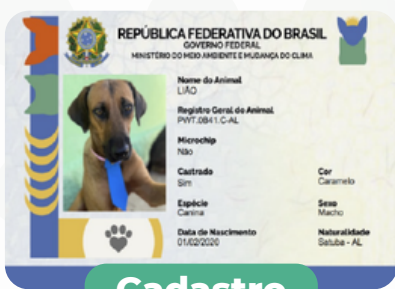 REPÚBLICA FEDERATIVA DO BRASIL
GOVERNO FEDERAL
MINISTÉRIO DO MEIO AMBIENTE E MUDANÇA DO CLIMA
Nome do Animal
LIÃO
Registro Geral do Animal
PWT.0841.C-AL
Microchip
Não
Castrado
Sim
Cor
Caramelo
Espécie
Canina
Sexo
Macho
Data de Nascimento
01/02/2020
Naturalidade
Satuba - AL
Cadastro